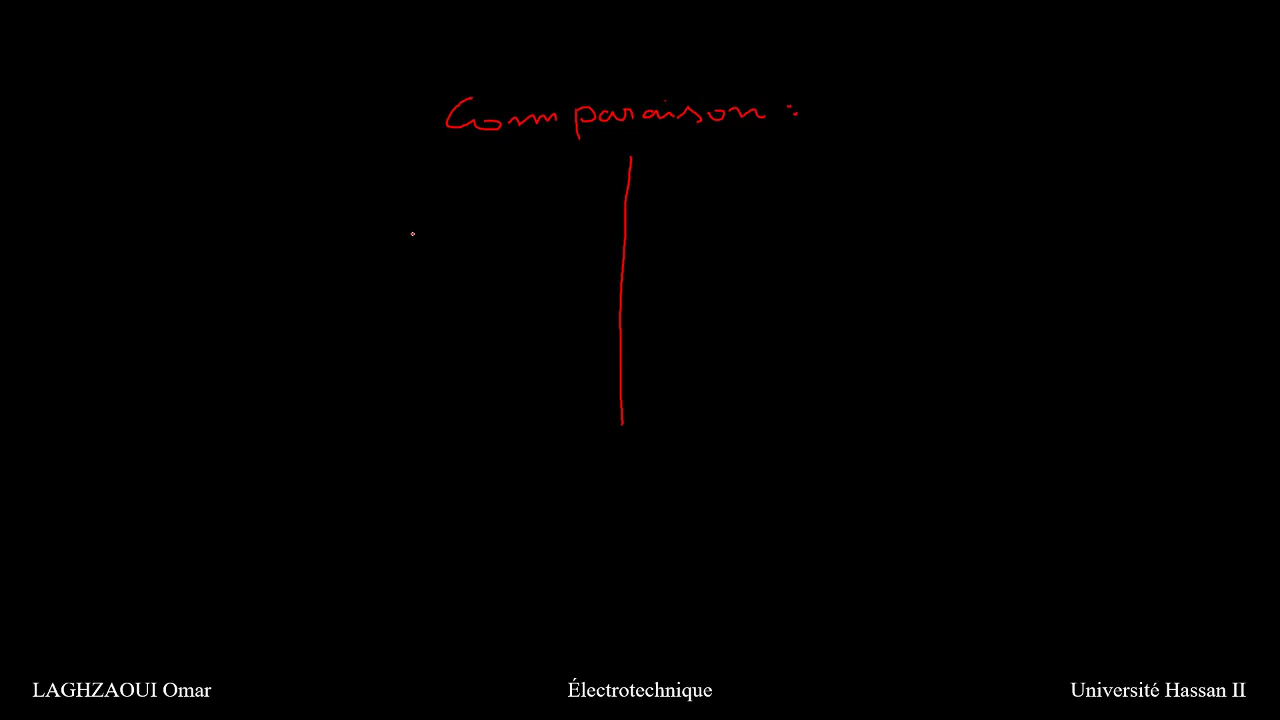 Comparaison :
LAGHZAOUI Omar
Électrotechnique
Université Hassan II